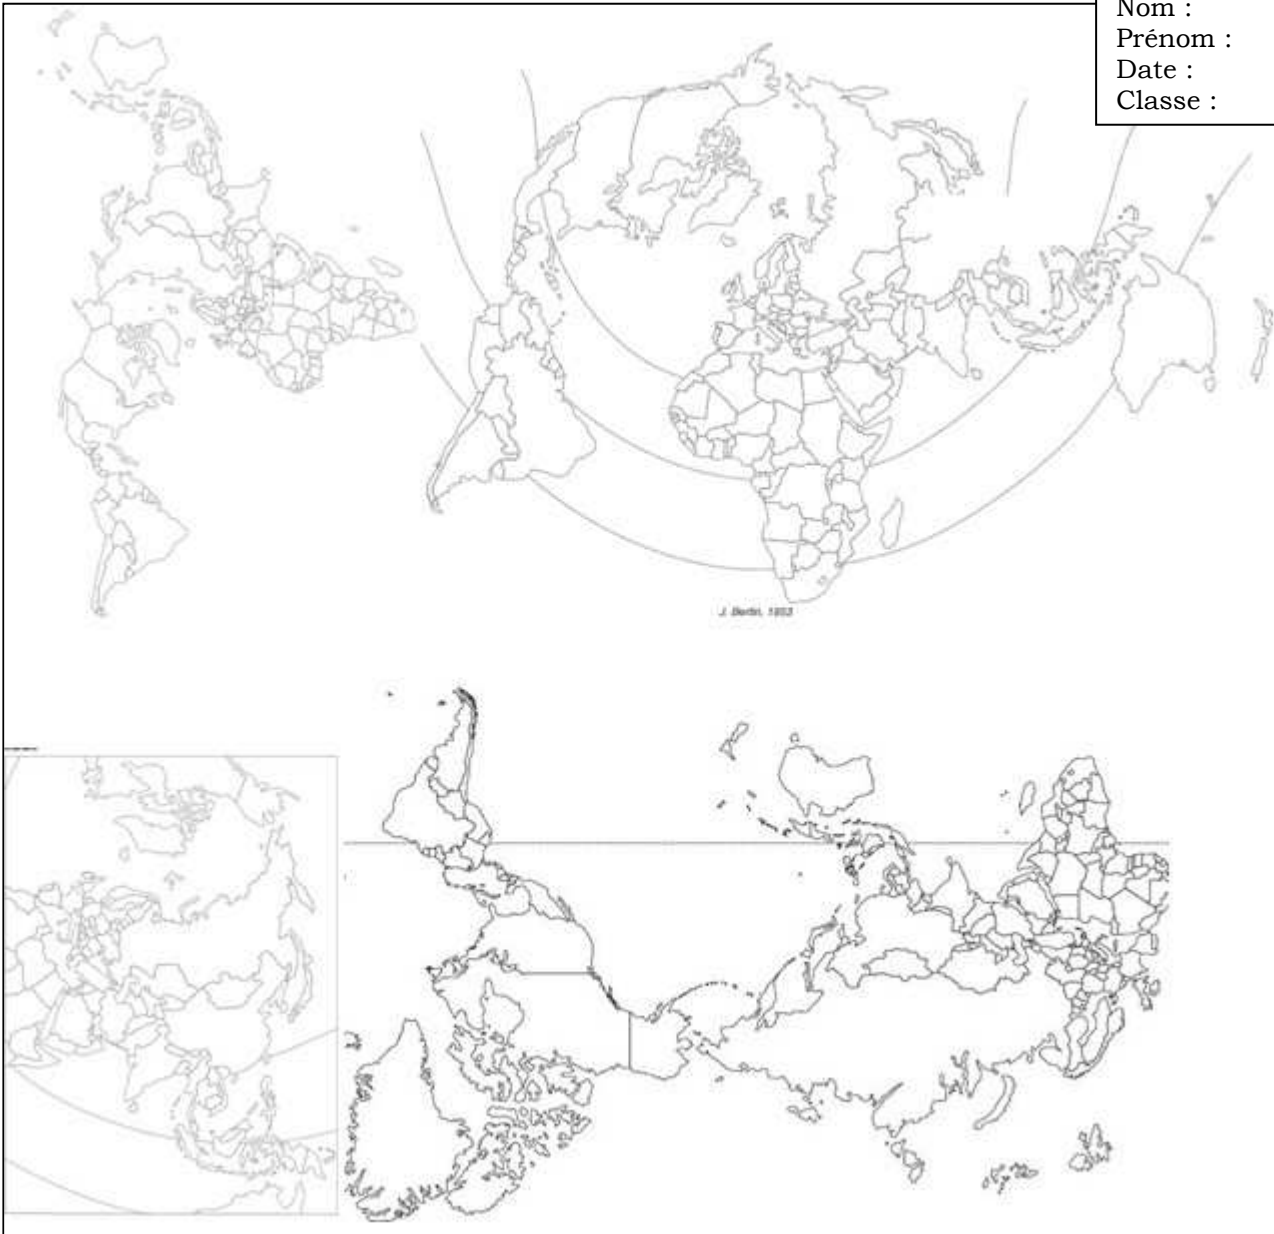 Nom :
Prénom :
Date :
Classe :
J. Bertin, 1953